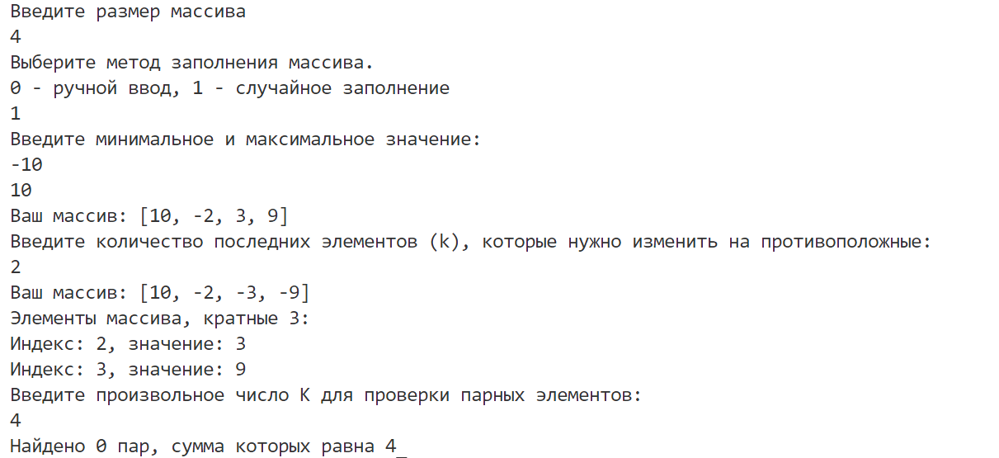 Введите размер массива
4
Выберите метод заполнения массива.
0 - ручной ввод, 1 - случайное заполнение
1
Введите минимальное и максимальное значение:
-10
10
Ваш массив: [10, -2, 3, 9]
Введите количество последних элементов (k), которые нужно изменить на противоположные:
2
Ваш массив: [10, -2, -3, -9]
Элементы массива, кратные 3:
Индекс: 2, значение: 3
Индекс: 3, значение: 9
Введите произвольное число K для проверки парных элементов:
4
Найдено 0 пар, сумма которых равна 4_